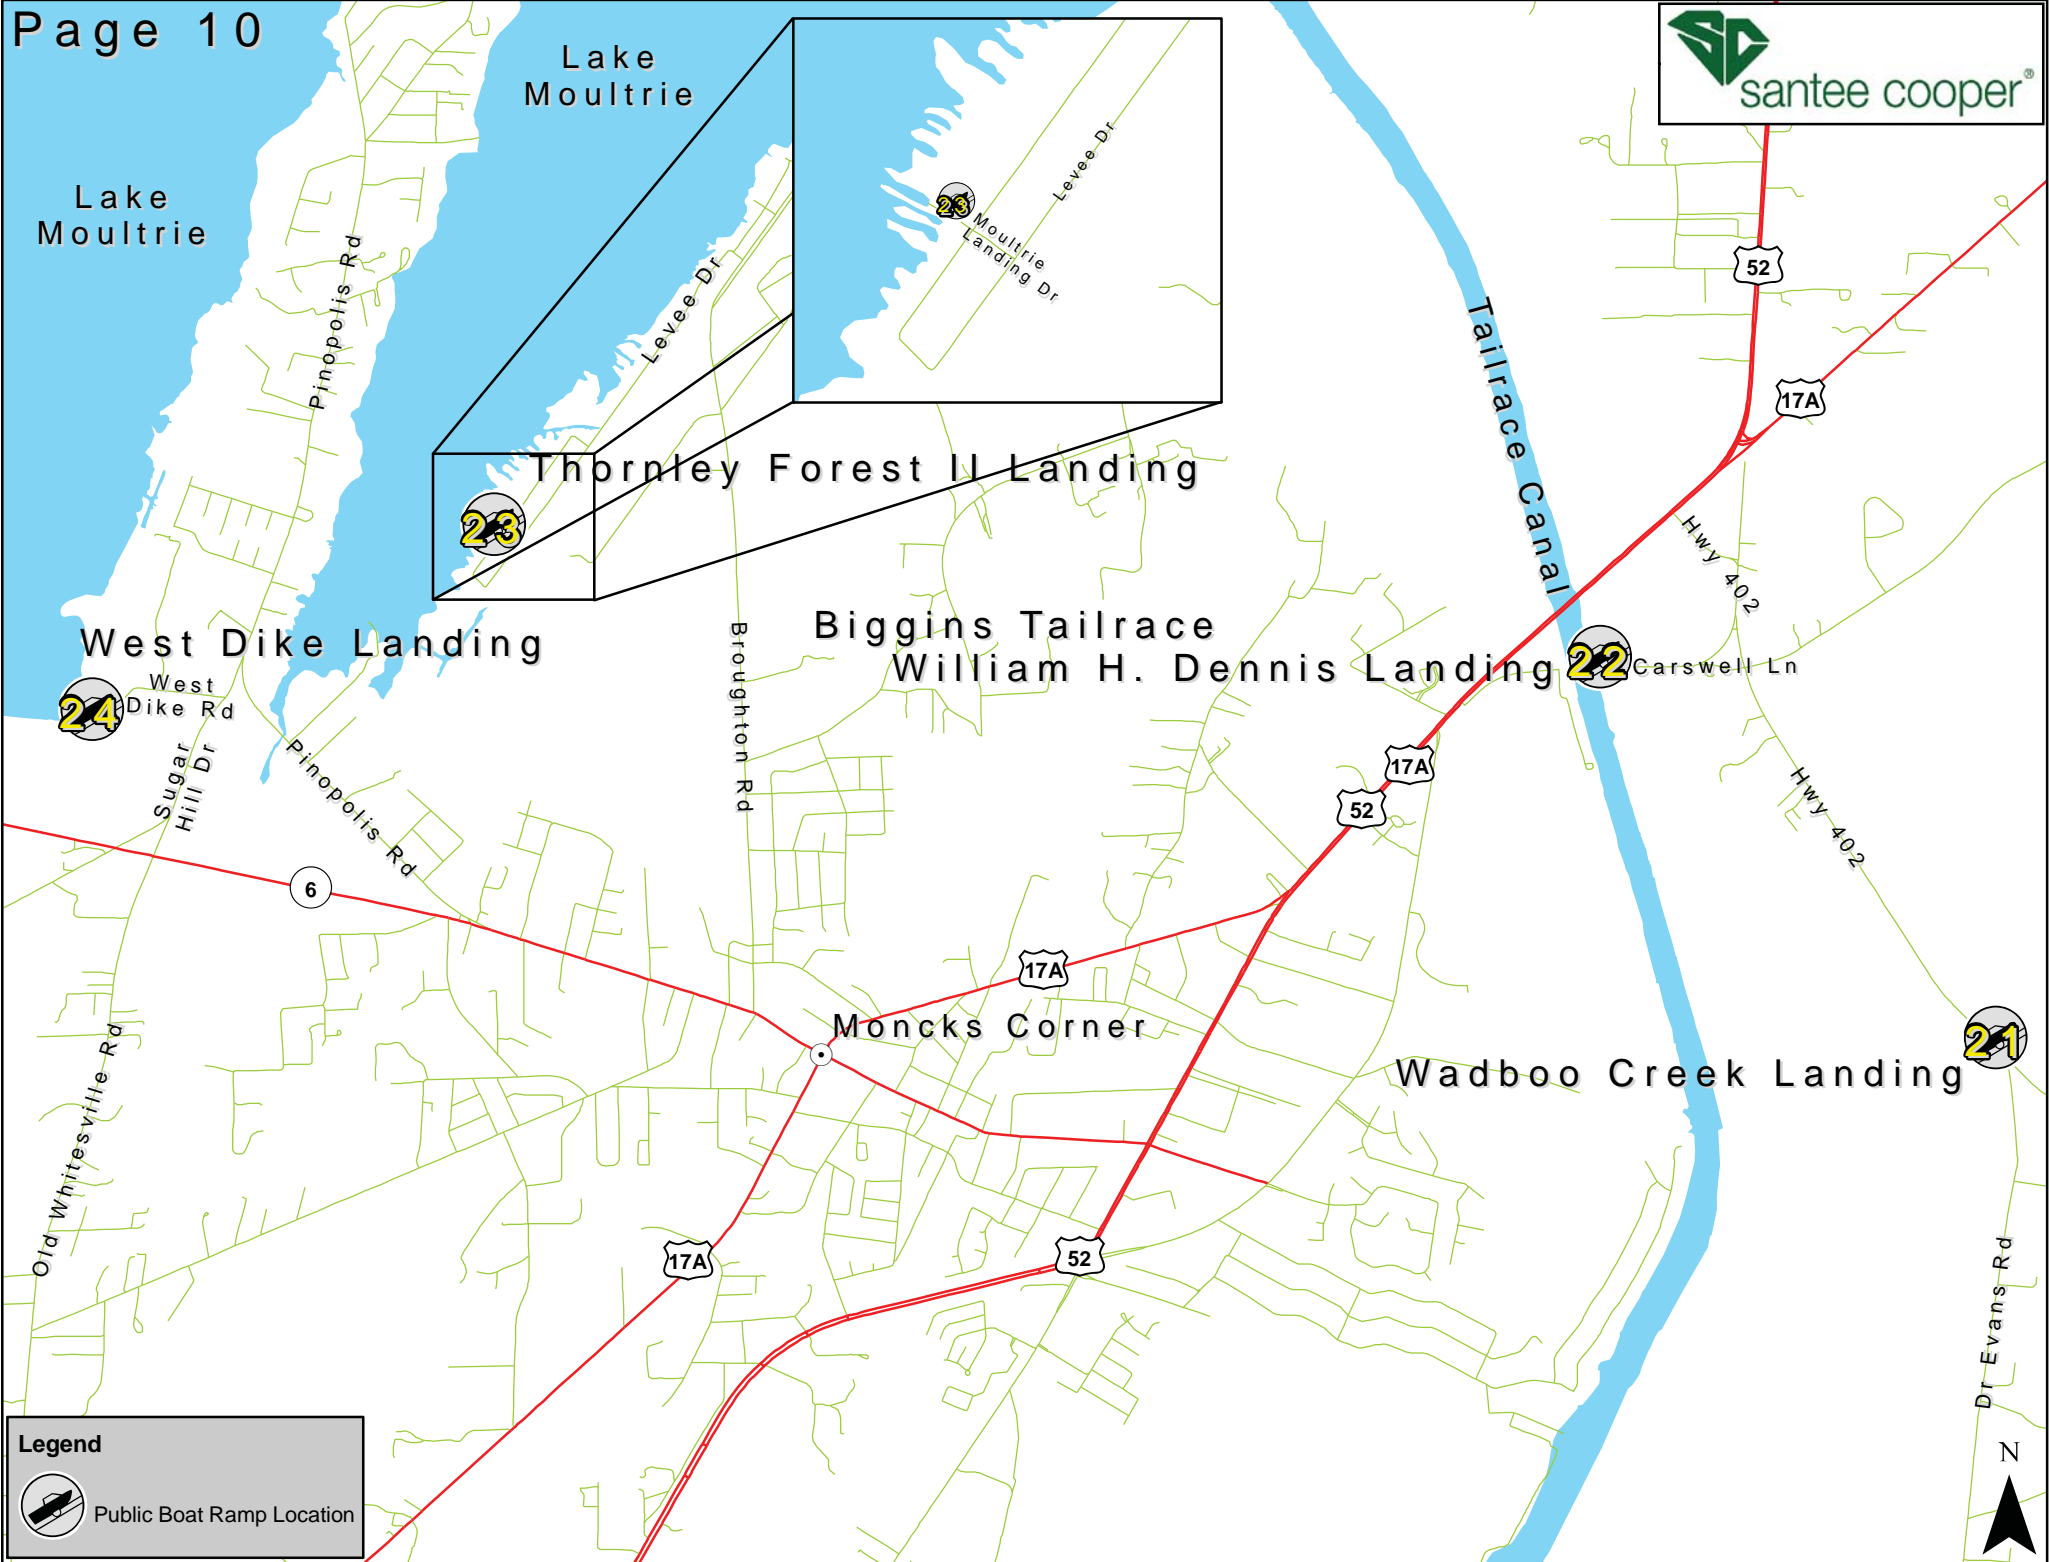 Page 10
Lake
Moultrie
santee cooper®
Lake
Moultrie
Pinopolis Rd
Levee Dr
Levee Dr
23
Moultrie
Landing Dr
52
17A
Tailrace Canal
Thornley Forest II Landing
23
Hwy 402
Biggins Tailrace
William H. Dennis Landing
22
Carswell Ln
West Dike Landing
24
West
Dike Rd
Sugar
Hill Dr
Pinopolis Rd
Broughton Rd
17A
52
Hwy 402
6
17A
Moncks Corner
21
Wadboo Creek Landing
Old Whitesville Rd
17A
52
Dr Evans Rd
Legend
Public Boat Ramp Location
N